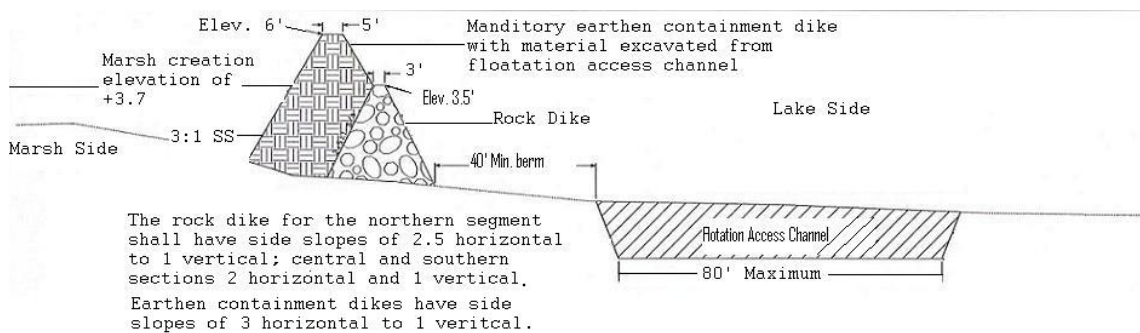 Elev. 6'
5'
Manditory earthen containment dike
with material excavated from
floatation access channel
Marsh creation
elevation of
+3.7
3'
Elev. 3.5'
Rock Dike
Lake Side
3:1 SS
Marsh Side
40' Min. berm
The rock dike for the northern segment
shall have side slopes of 2.5 horizontal
to 1 vertical; central and southern
sections 2 horizontal and 1 vertical.
Earthen containment dikes have side
slopes of 3 horizontal to 1 veritcal.
Flotation Access Channel
80' Maximum